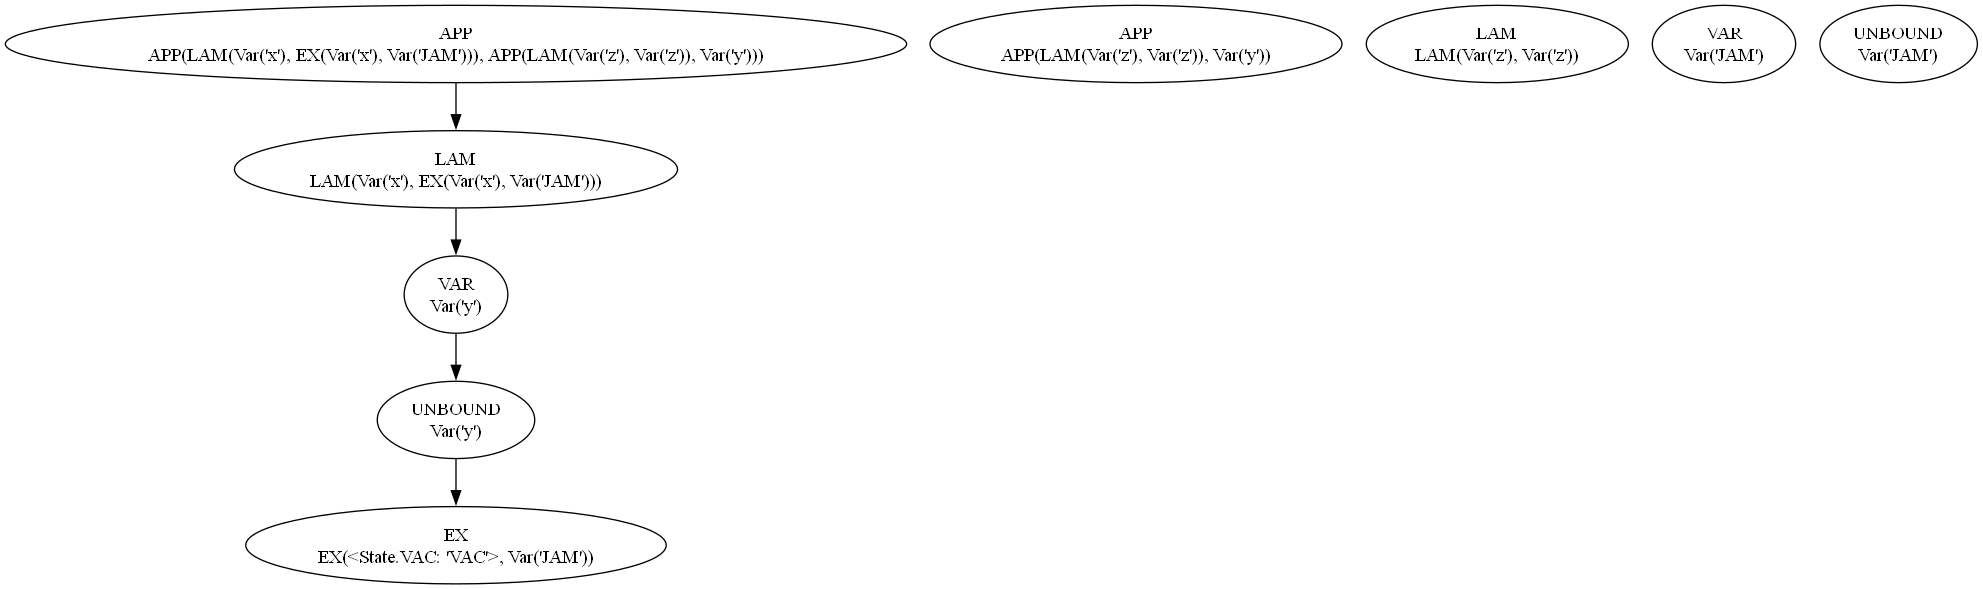 APP
APP(LAM(Var('x'), EX(Var('x'), Var('JAM'))), APP(LAM(Var('z'), Var('z')), Var('y')))
APP
APP(LAM(Var('z'), Var('z')), Var('y'))
LAM
LAM(Var('z'), Var('z'))
VAR
Var('JAM')
UNBOUND
Var('JAM')
LAM
LAM(Var('x'), EX(Var('x'), Var('JAM')))
VAR
Var('y')
UNBOUND
Var('y')
EX
EX(<State.VAC: 'VAC'>, Var('JAM'))